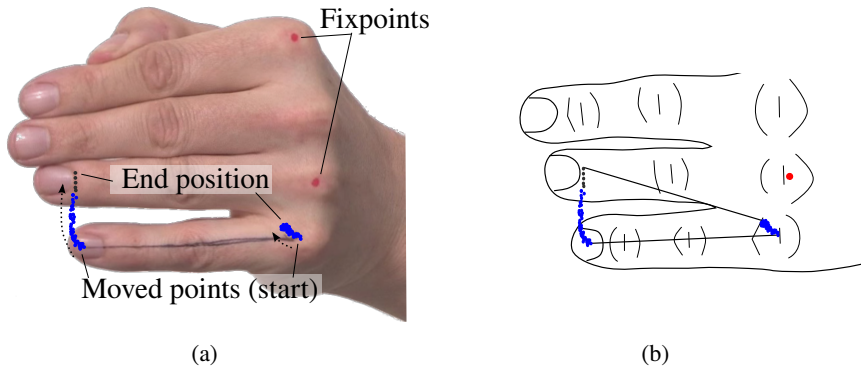 Fixpoints
End position
Moved points (start)
(a)
(b)